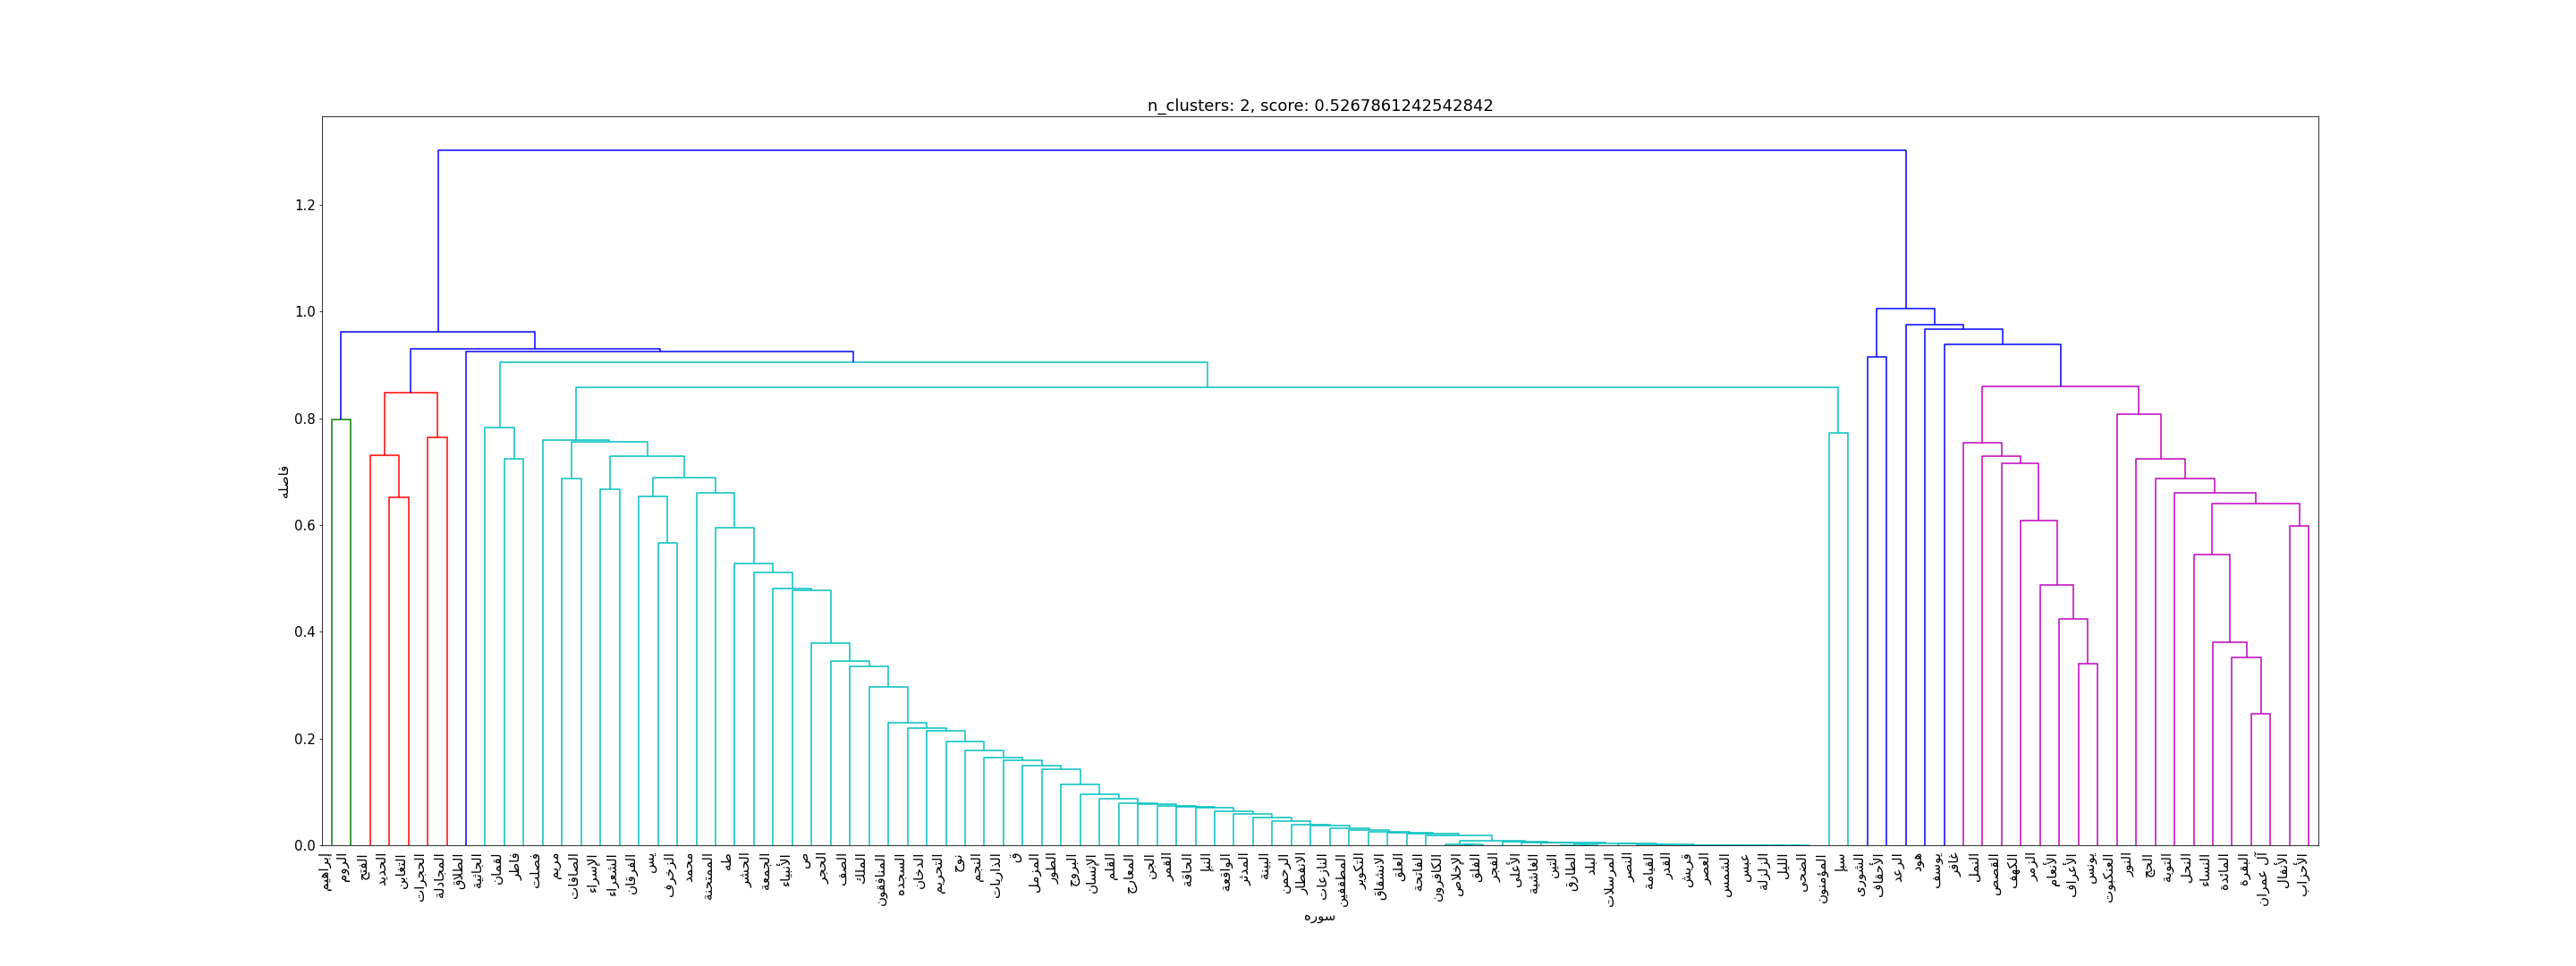 n_clusters: 2, score: 0.5267861242542842
1.2
1.0
0.8
0.6
0.4
0.2
0.0
فاصله
إبراهيم
الروم
الفتح
الحديد
التغابن
الحجرات
المجادلة
الطلاق
الجاثية
لقمان
فاطر
فصلت
مريم
الصافات
الإسراء
الشعراء
الفرقان
يس
الزخرف
محمد
الممتحنة
طه
الحشر
الجمعة
الأنبياء
ص
الحجر
الصف
الملك
المنافقون
السجده
الدخان
التحريم
نوح
النجم
الذاريات
ق
المزمل
الطور
البروج
الإنسان
القلم
المعارج
الجن
القمر
الحاقة
النبإ
الواقعة
المدثر
البينة
الرحمن
الانفطار
النازعات
المطففين
التكوير
الانشقاق
العلق
الفاتحة
الكافرون
الإخلاص
الفلق
الفجر
الأعلى
الغاشية
التين
الطارق
البلد
المرسلات
النصر
القيامة
القدر
قريش
العصر
الشمس
عبس
الزلزلة
الليل
الضحى
المؤمنون
سبإ
الشورى
الأحقاف
الرعد
هود
يوسف
غافر
النمل
القصص
الكهف
الزمر
الأنعام
الأعراف
يونس
العنكبوت
النور
الحج
التوبة
النحل
النساء
المائدة
البقرة
آل عمران
الأنفال
الأحزاب
سوره